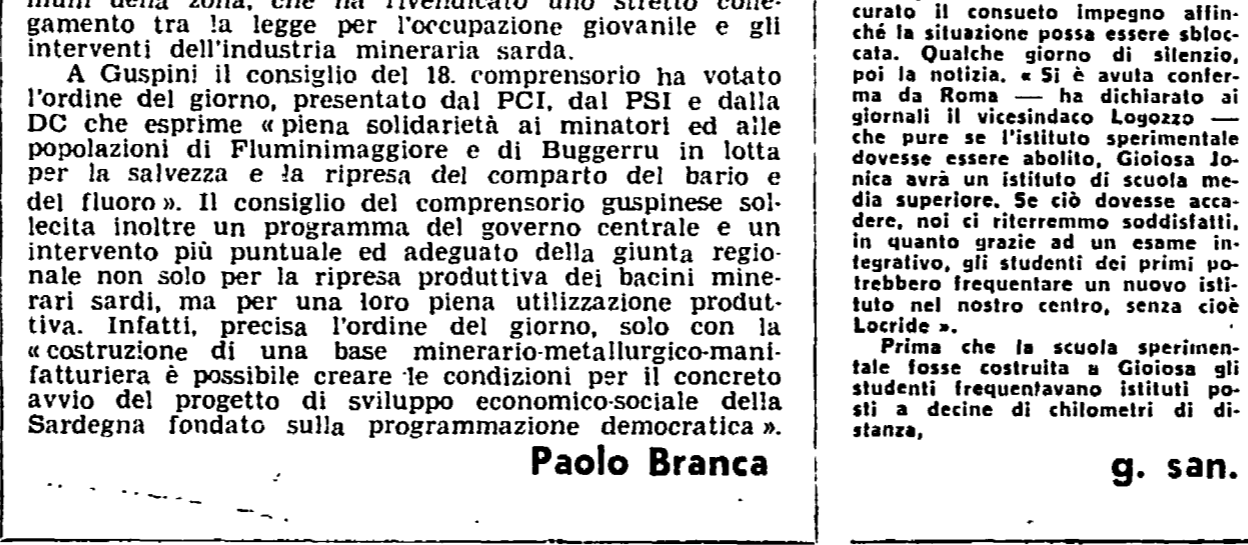 muni della zona, che ha rivendicato uno stretto colle-
gamento tra la legge per l'occupazione giovanile e gli
interventi dell'industria mineraria sarda.
A Guspini il consiglio del 18. comprensorio ha votato
l'ordine del giorno, presentato dal PCI, dal PSI e dalla
DC che esprime « piena solidarietà ai minatori ed alle
popolazioni di Fluminimaggiore e di Buggerru in lotta
per la salvezza e la ripresa del comparto del bario e
del fluoro ». Il consiglio del comprensorio guspinese sol-
lecita inoltre un programma del governo centrale e un
intervento più puntuale ed adeguato della giunta regio-
nale non solo per la ripresa produttiva dei bacini mine-
rari sardi, ma per una loro piena utilizzazione produt-
tiva. Infatti, precisa l'ordine del giorno, solo con la
« costruzione di una base minerario-metallurgico-mani-
fatturiera è possibile creare le condizioni per il concreto
avvio del progetto di sviluppo economico-sociale della
Sardegna fondato sulla programmazione democratica ».
Paolo Branca
curato il consueto impegno affin-
ché la situazione possa essere sbloc-
cata. Qualche giorno di silenzio,
poi la notizia. « Si è avuta confer-
ma da Roma — ha dichiarato ai
giornali il vicesindaco Logozzo —
che pure se l'istituto sperimentale
dovesse essere abolito, Gioiosa Jo-
nica avrà un istituto di scuola me-
dia superiore. Se ciò dovesse acca-
dere, noi ci riterremmo soddisfatti,
in quanto grazie ad un esame in-
tegrativo, gli studenti dei primi po-
trebbero frequentare un nuovo isti-
tuto nel nostro centro, senza cioè
Locride ».
Prima che la scuola sperimen-
tale fosse costruita a Gioiosa gli
studenti frequentavano istituti po-
sti a decine di chilometri di di-
stanza,
g. san.